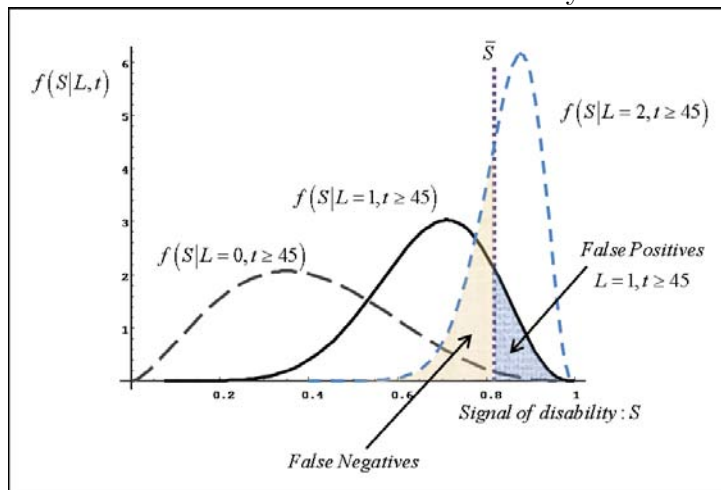 6
S̄
f(S|L,t)
5
f(S|L = 2, t ≥ 45)
4
f(S|L = 1, t ≥ 45)
3
f(S|L = 0, t ≥ 45)
False Positives
L = 1, t ≥ 45
2
1
0.2 0.4 0.6 0.8 1
Signal of disability : S
False Negatives